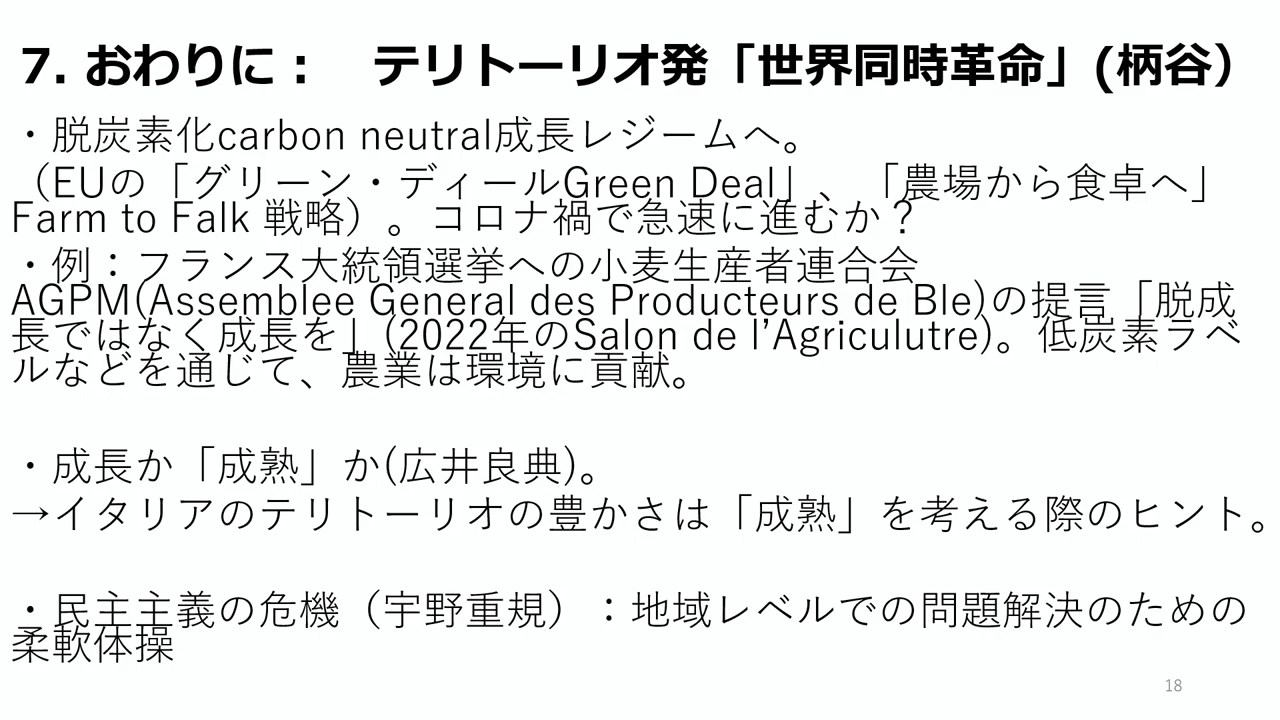 7. おわりに：　テリトーリオ発「世界同時革命」(柄谷）
・脱炭素化carbon neutral成長レジームへ。
（EUの「グリーン・ディールGreen Deal」、「農場から食卓へ」
Farm to Falk 戦略）。コロナ禍で急速に進むか？
・例：フランス大統領選挙への小麦生産者連合会
AGPM(Assemblee General des Producteurs de Ble)の提言「脱成
長ではなく成長を」(2022年のSalon de l’Agriculutre)。低炭素ラベ
ルなどを通じて、農業は環境に貢献。
・成長か「成熟」か(広井良典)。
→イタリアのテリトーリオの豊かさは「成熟」を考える際のヒント。
・民主主義の危機（宇野重規）：地域レベルでの問題解決のための
柔軟体操
18